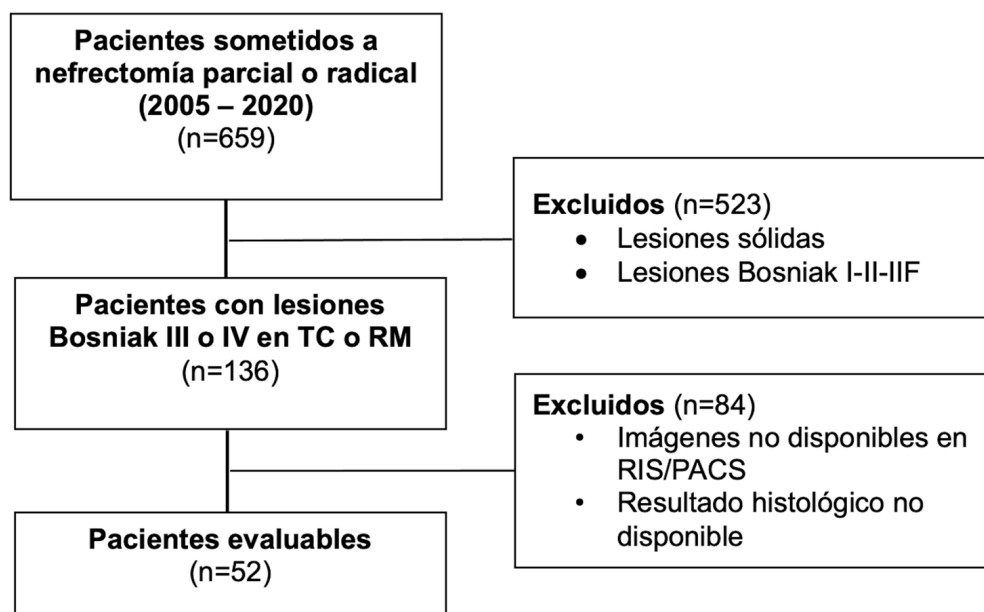 Pacientes sometidos a
nefrectomía parcial o radical
(2005 – 2020)
(n=659)
Excluidos (n=523)
• Lesiones sólidas
• Lesiones Bosniak I-II-IIF
Pacientes con lesiones
Bosniak III o IV en TC o RM
(n=136)
Excluidos (n=84)
• Imágenes no disponibles en
RIS/PACS
• Resultado histológico no
disponible
Pacientes evaluables
(n=52)